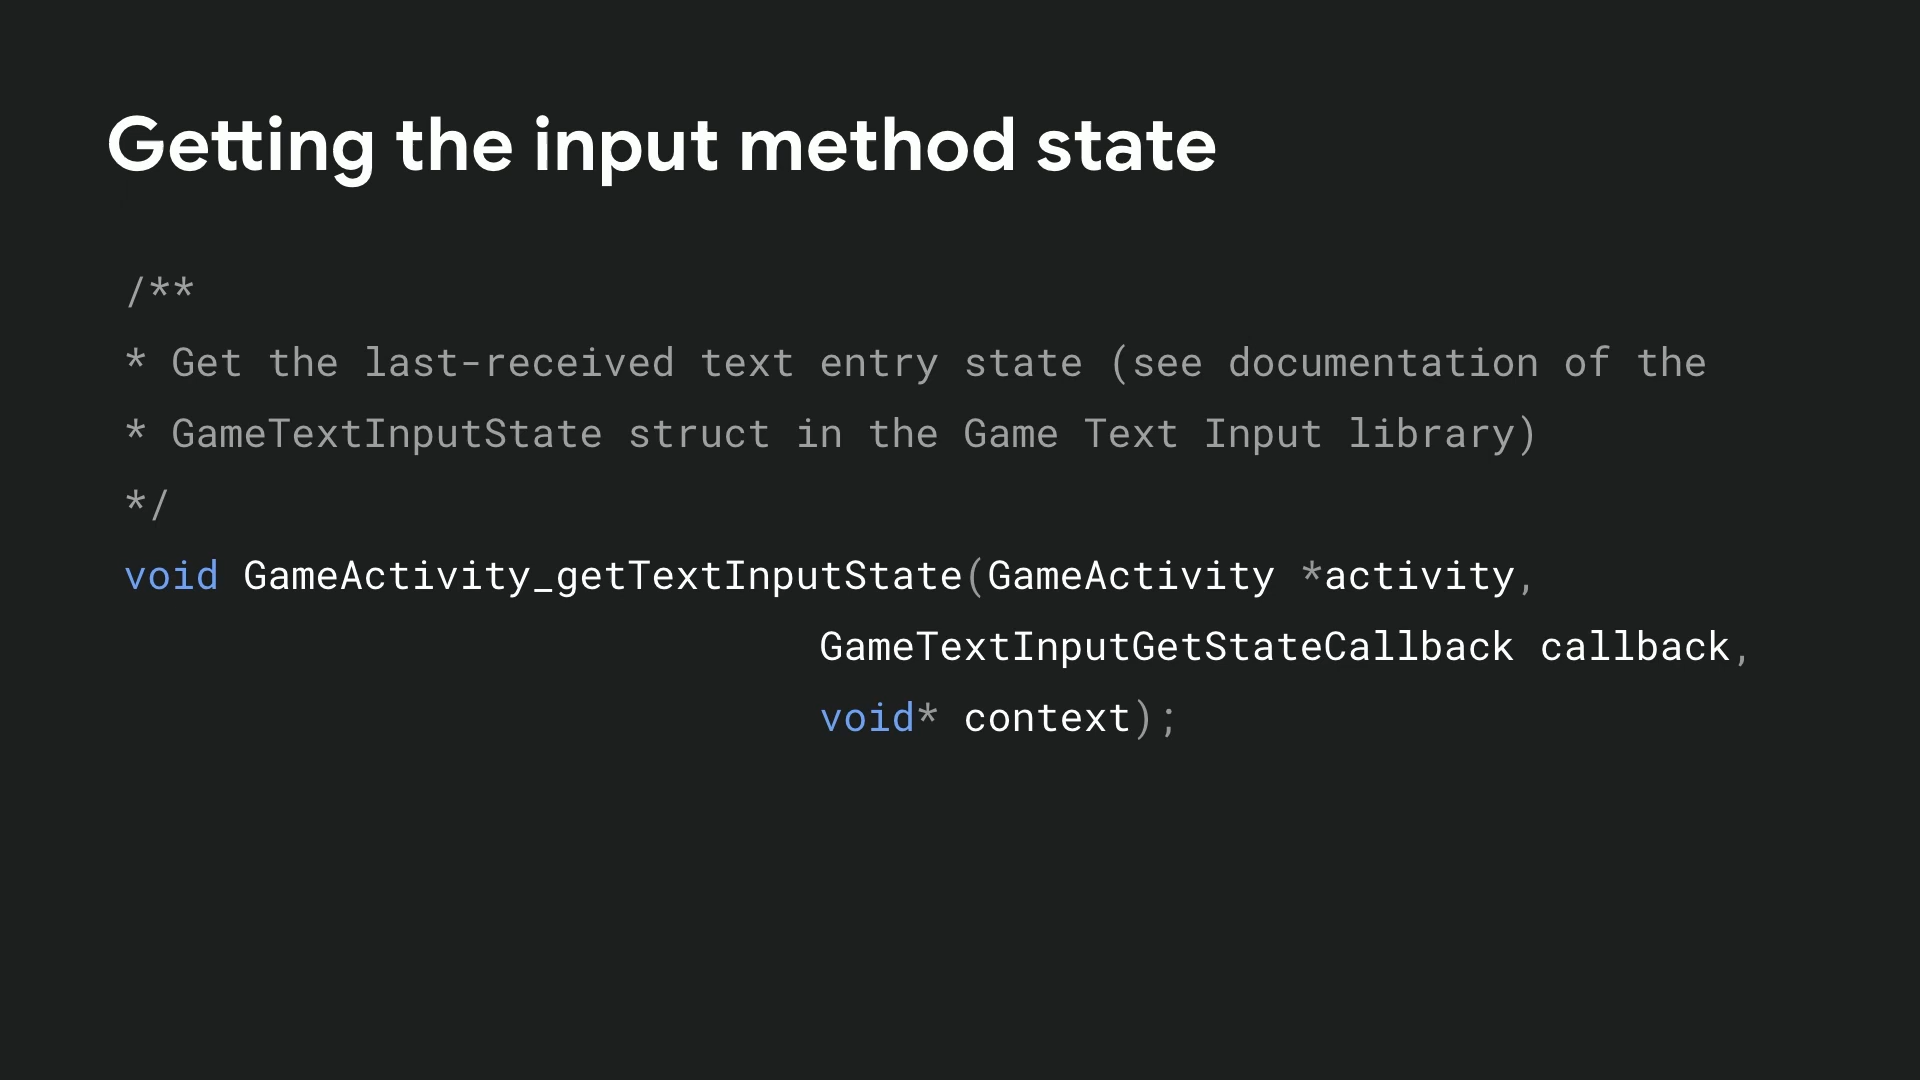 Getting the input method state
/**
* Get the last-received text entry state (see documentation of the
* GameTextInputState struct in the Game Text Input library)
*/
void GameActivity_getTextInputState(GameActivity *activity,
GameTextInputGetStateCallback callback,
void* context);